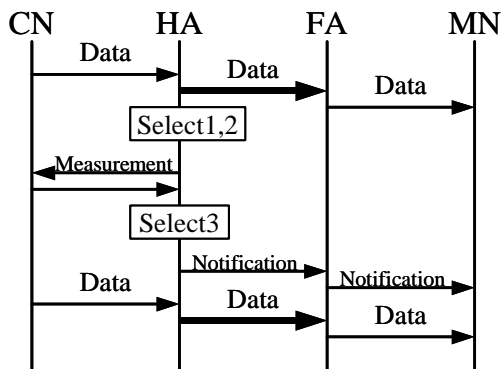 CN HA FA MN
Data
Data
Data
Select1,2
Measurement
Select3
Notification
Notification
Data
Data
Data